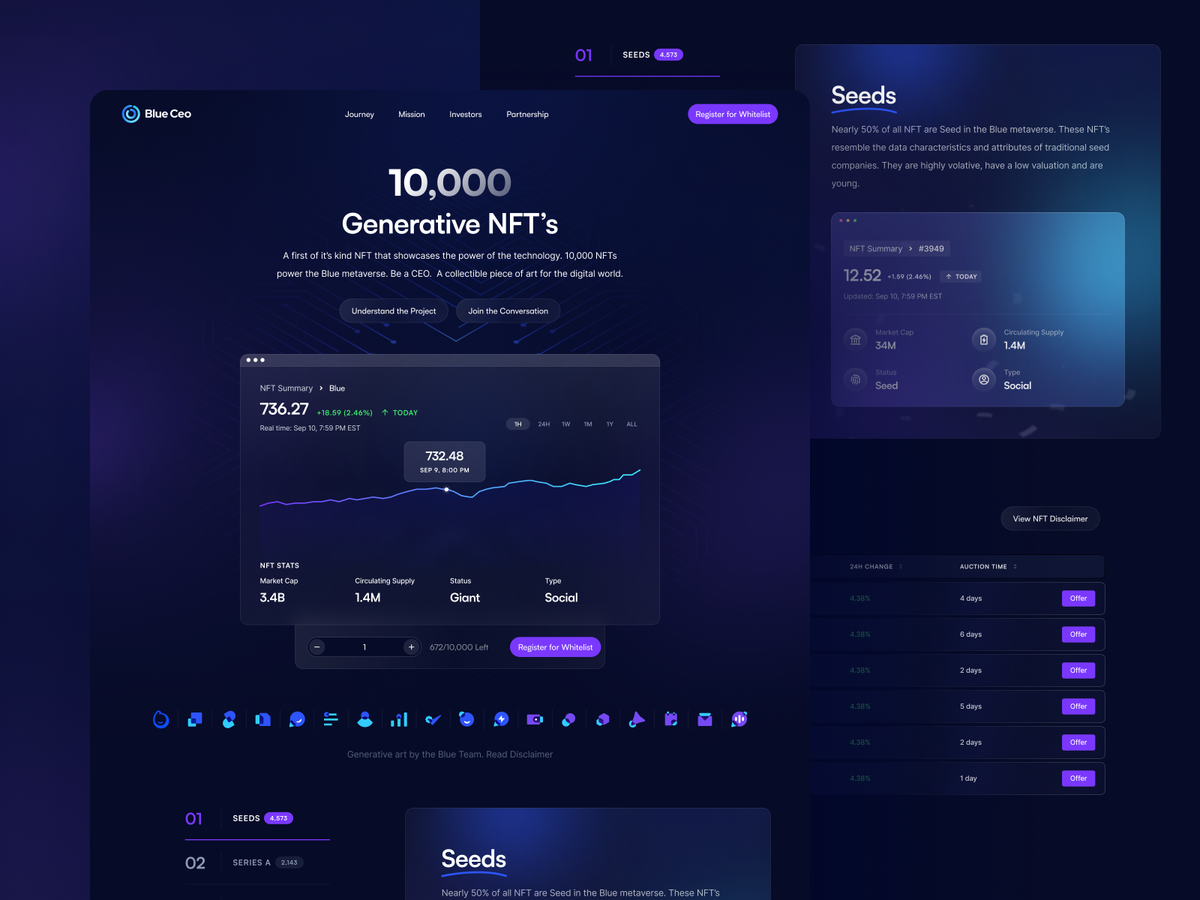 01
SEEDS 4.573
Seeds
Nearly 50% of all NFT are Seed in the Blue metaverse. These NFT's
resemble the data characteristics and attributes of traditional seed
companies. They are highly volative, have a low valuation and are
young.
NFT Summary > #3949
12.52 +1.59 (2.46%) ↑ TODAY
Updated: Sep 10, 7:59 PM EST
Market Cap
34M
Circulating Supply
1.4M
Status
Seed
Type
Social
View NFT Disclaimer
24H CHANGE AUCTION TIME
4.38% 4 days Offer
4.38% 6 days Offer
4.38% 2 days Offer
4.38% 5 days Offer
4.38% 2 days Offer
4.38% 1 day Offer
Blue Ceo
Journey Mission Investors Partnership
Register for Whitelist
10,000
Generative NFT's
A first of it's kind NFT that showcases the power of the technology. 10,000 NFTs
power the Blue metaverse. Be a CEO. A collectible piece of art for the digital world.
Understand the Project Join the Conversation
NFT Summary > Blue
736.27 +18.59 (2.46%) ↑ TODAY
Real time: Sep 10, 7:59 PM EST
1H 24H 1W 1M 1Y ALL
732.48
SEP 9, 8:00 PM
NFT STATS
Market Cap Circulating Supply Status Type
3.4B 1.4M Giant Social
− 1 + 672/10,000 Left Register for Whitelist
Generative art by the Blue Team. Read Disclaimer
01 SEEDS 4.573
02 SERIES A 2,143
Seeds
Nearly 50% of all NFT are Seed in the Blue metaverse. These NFT's